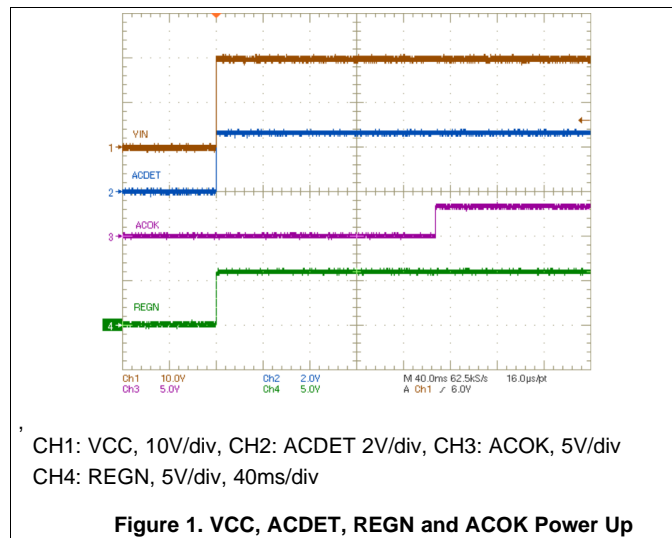 VIN
1
ACDET
2
ACOK
3
REGN
4
Ch1 10.0V Ch2 2.0V M 40.0ms 62.5kS/s 16.0µs/pt
Ch3 5.0V Ch4 5.0V A Ch1 / 6.0V
,
CH1: VCC, 10V/div, CH2: ACDET 2V/div, CH3: ACOK, 5V/div
CH4: REGN, 5V/div, 40ms/div
Figure 1. VCC, ACDET, REGN and ACOK Power Up